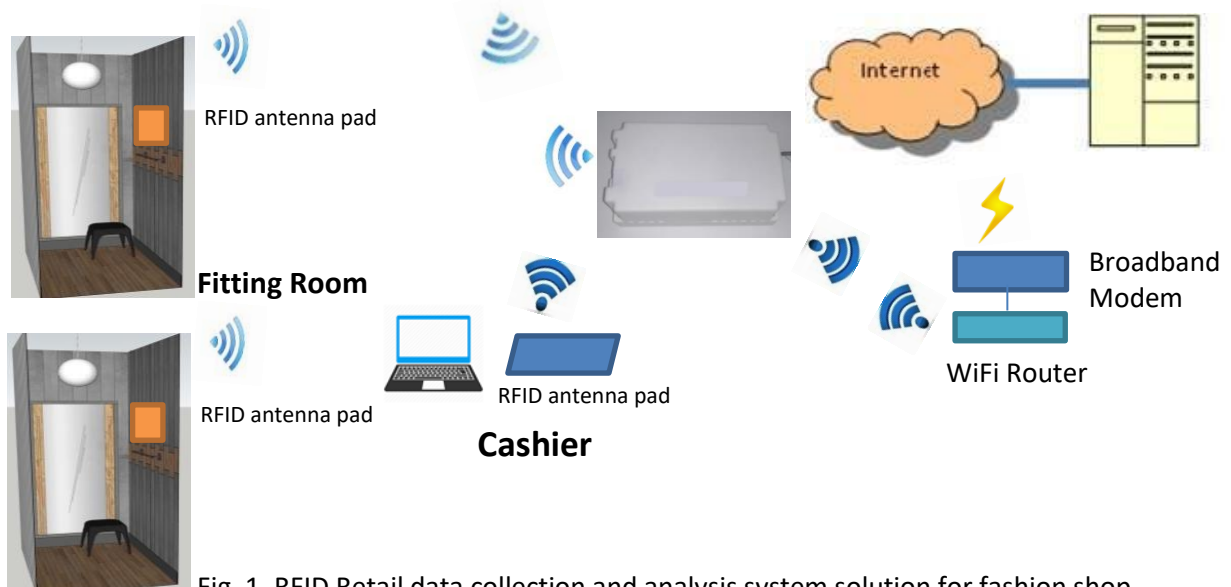 Internet
RFID antenna pad
Broadband
Modem
Fitting Room
WiFi Router
RFID antenna pad
RFID antenna pad
Cashier
Fig. 1 RFID Retail data collection and analysis system solution for fashion shop